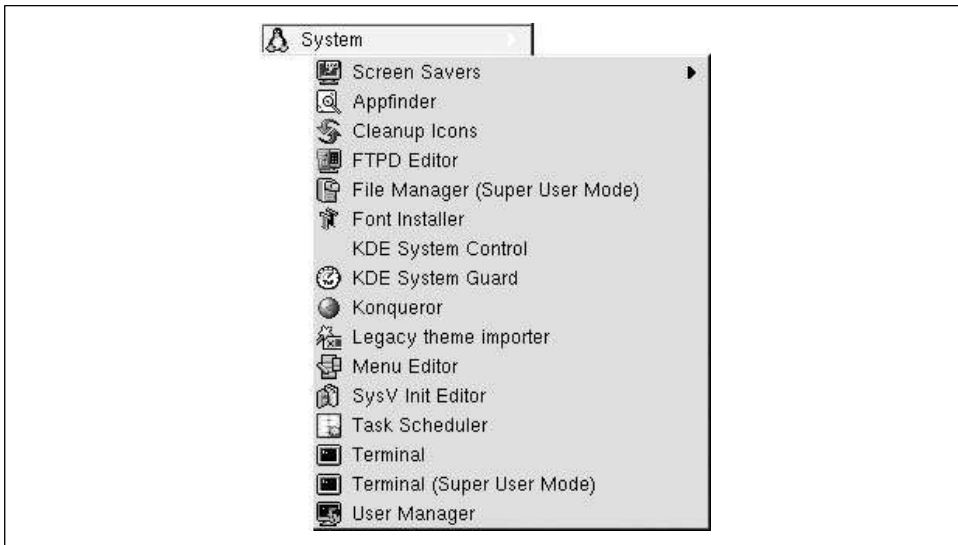 System
Screen Savers
Appfinder
Cleanup Icons
FTPD Editor
File Manager (Super User Mode)
Font Installer
KDE System Control
KDE System Guard
Konqueror
Legacy theme importer
Menu Editor
SysV Init Editor
Task Scheduler
Terminal
Terminal (Super User Mode)
User Manager